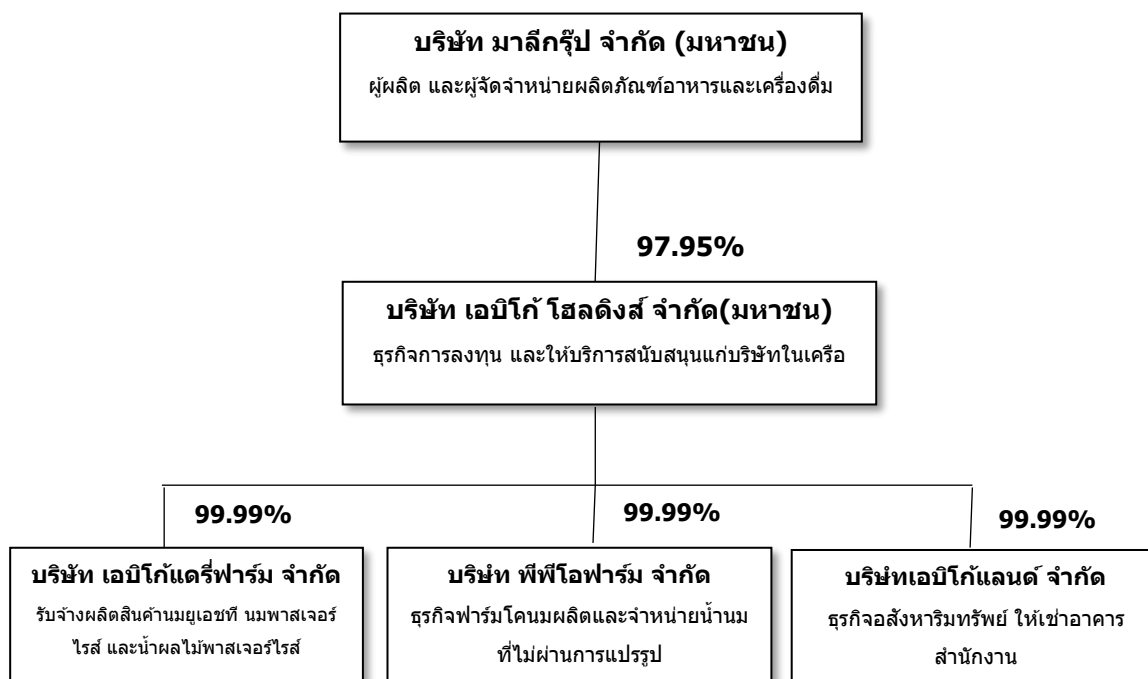 บริษัท มาลีกรุ๊ป จำกัด (มหาชน)
ผู้ผลิต และผู้จัดจำหน่ายผลิตภัณฑ์อาหารและเครื่องดื่ม
97.95%
บริษัท เอบิโก้ โฮลดิงส์ จำกัด(มหาชน)
ธุรกิจการลงทุน และให้บริการสนับสนุนแก่บริษัทในเครือ
99.99%
99.99%
99.99%
บริษัท เอบิโก้แดรี่ฟาร์ม จำกัด
รับจ้างผลิตสินค้านมยูเอชที นมพาสเจอร์
ไรส์ และน้ำผลไม้พาสเจอร์ไรส์
บริษํท พีพีโอฟาร์ม จำกัด
ธุรกิจฟาร์มโคนมผลิตและจำหน่ายน้ำนม
ที่ไม่ผ่านการแปรรูป
บริษํทเอบิโก้แลนด์ จำกัด
ธุรกิจอสังหาริมทรัพย์ ให้เช่าอาคาร
สำนักงาน